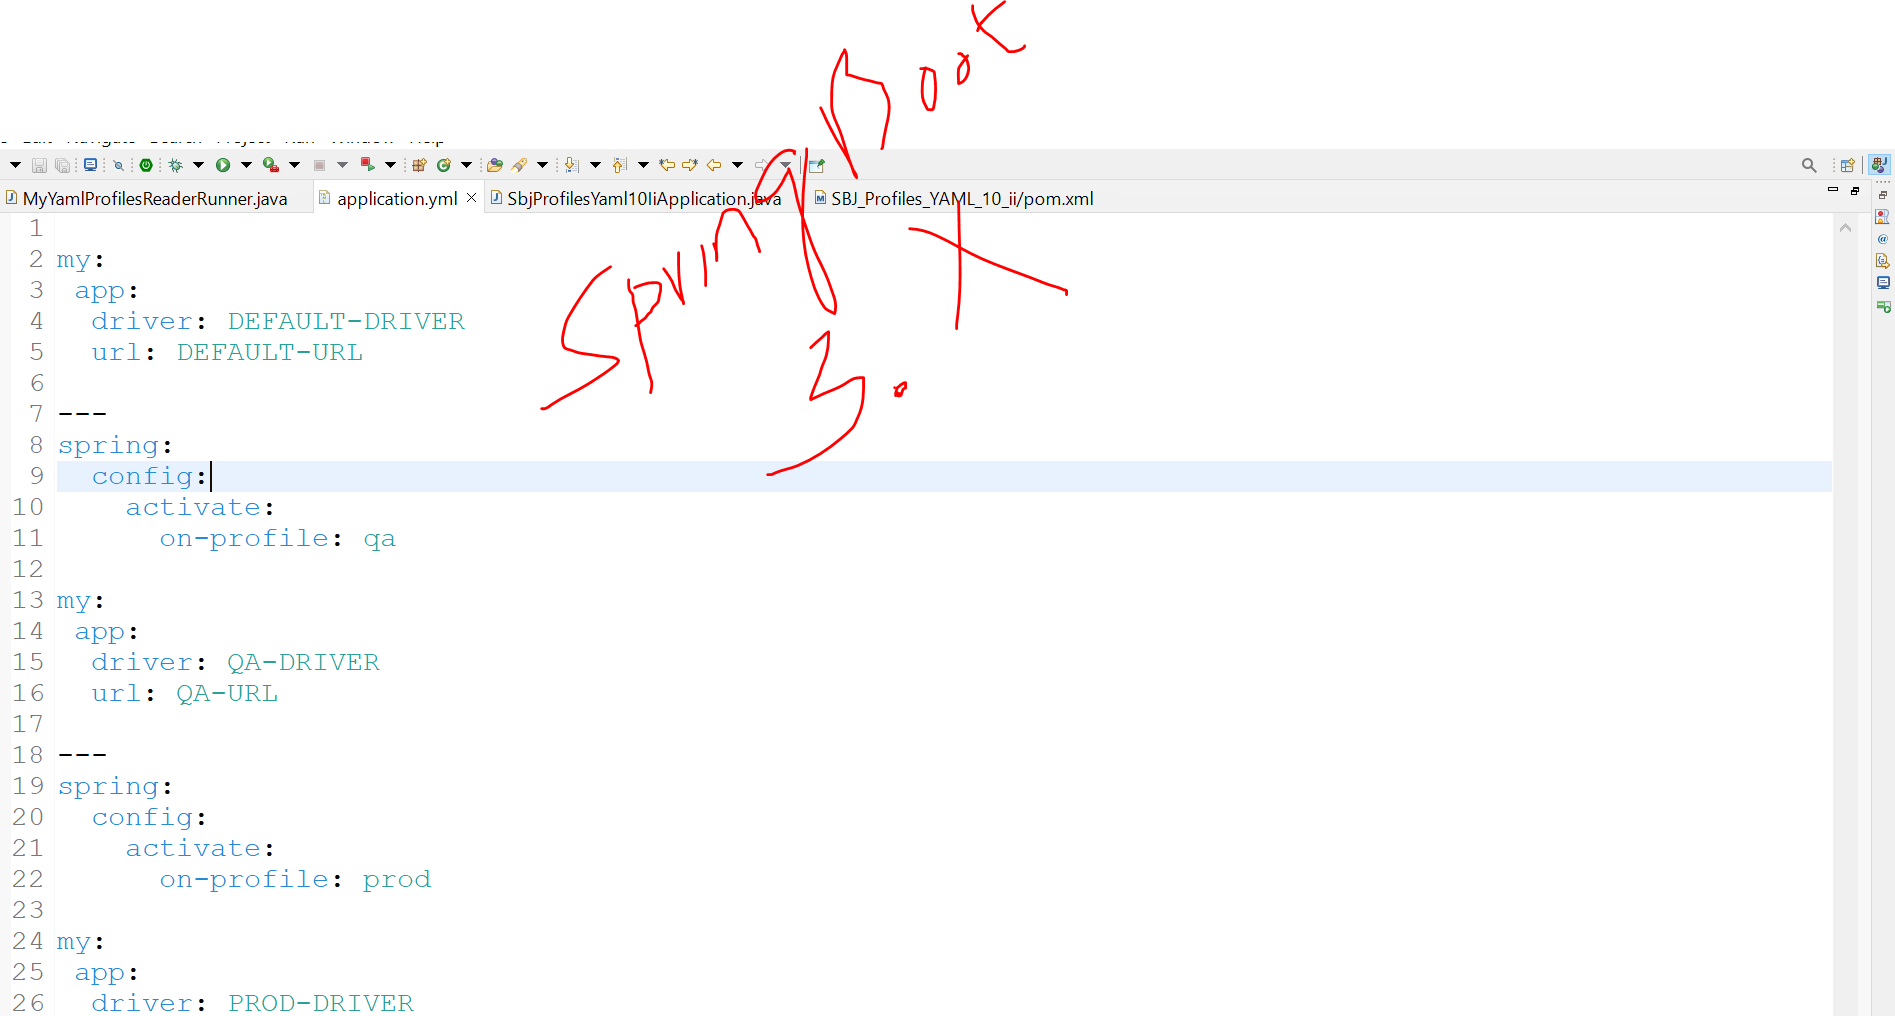 Spring Boot
3.x
MyYamlProfilesReaderRunner.java application.yml SbjProfilesYaml10IiApplication.java SBJ_Profiles_YAML_10_ii/pom.xml
1
2 my:
3 app:
4 driver: DEFAULT-DRIVER
5 url: DEFAULT-URL
6
7 ---
8 spring:
9 config:
10 activate:
11 on-profile: qa
12
13 my:
14 app:
15 driver: QA-DRIVER
16 url: QA-URL
17
18 ---
19 spring:
20 config:
21 activate:
22 on-profile: prod
23
24 my:
25 app:
26 driver: PROD-DRIVER